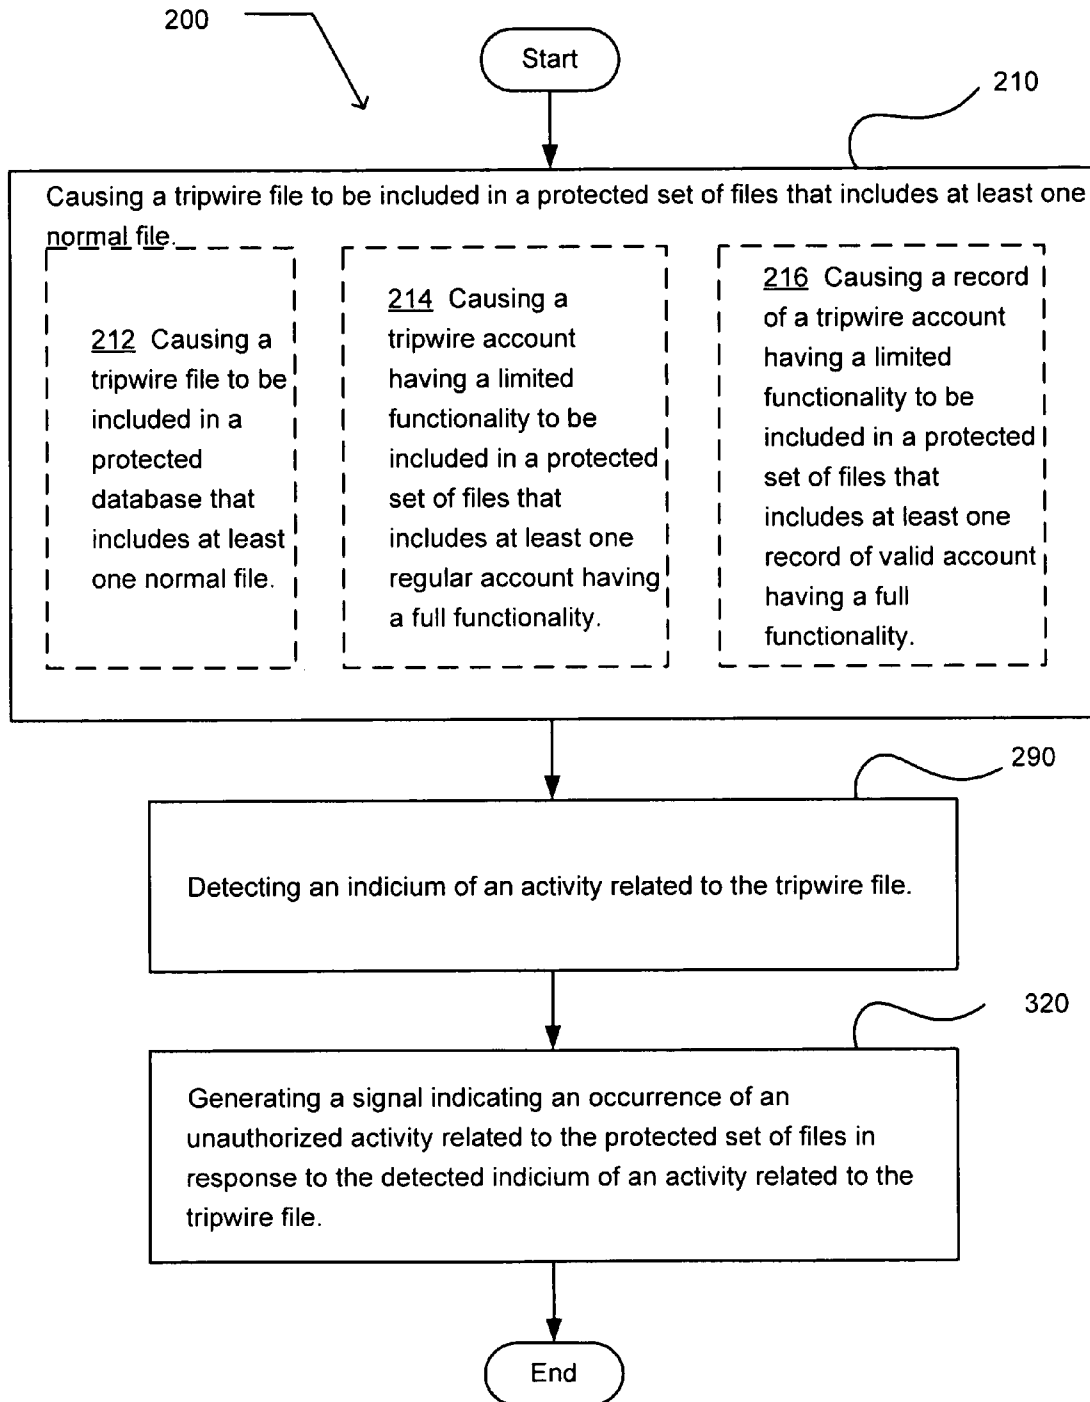 200
Start
210
Causing a tripwire file to be included in a protected set of files that includes at least one
normal file.
212 Causing a
tripwire file to be
included in a
protected
database that
includes at least
one normal file.
214 Causing a
tripwire account
having a limited
functionality to be
included in a protected
set of files that
includes at least one
regular account having
a full functionality.
216 Causing a record
of a tripwire account
having a limited
functionality to be
included in a protected
set of files that
includes at least one
record of valid account
having a full
functionality.
290
Detecting an indicium of an activity related to the tripwire file.
320
Generating a signal indicating an occurrence of an
unauthorized activity related to the protected set of files in
response to the detected indicium of an activity related to the
tripwire file.
End